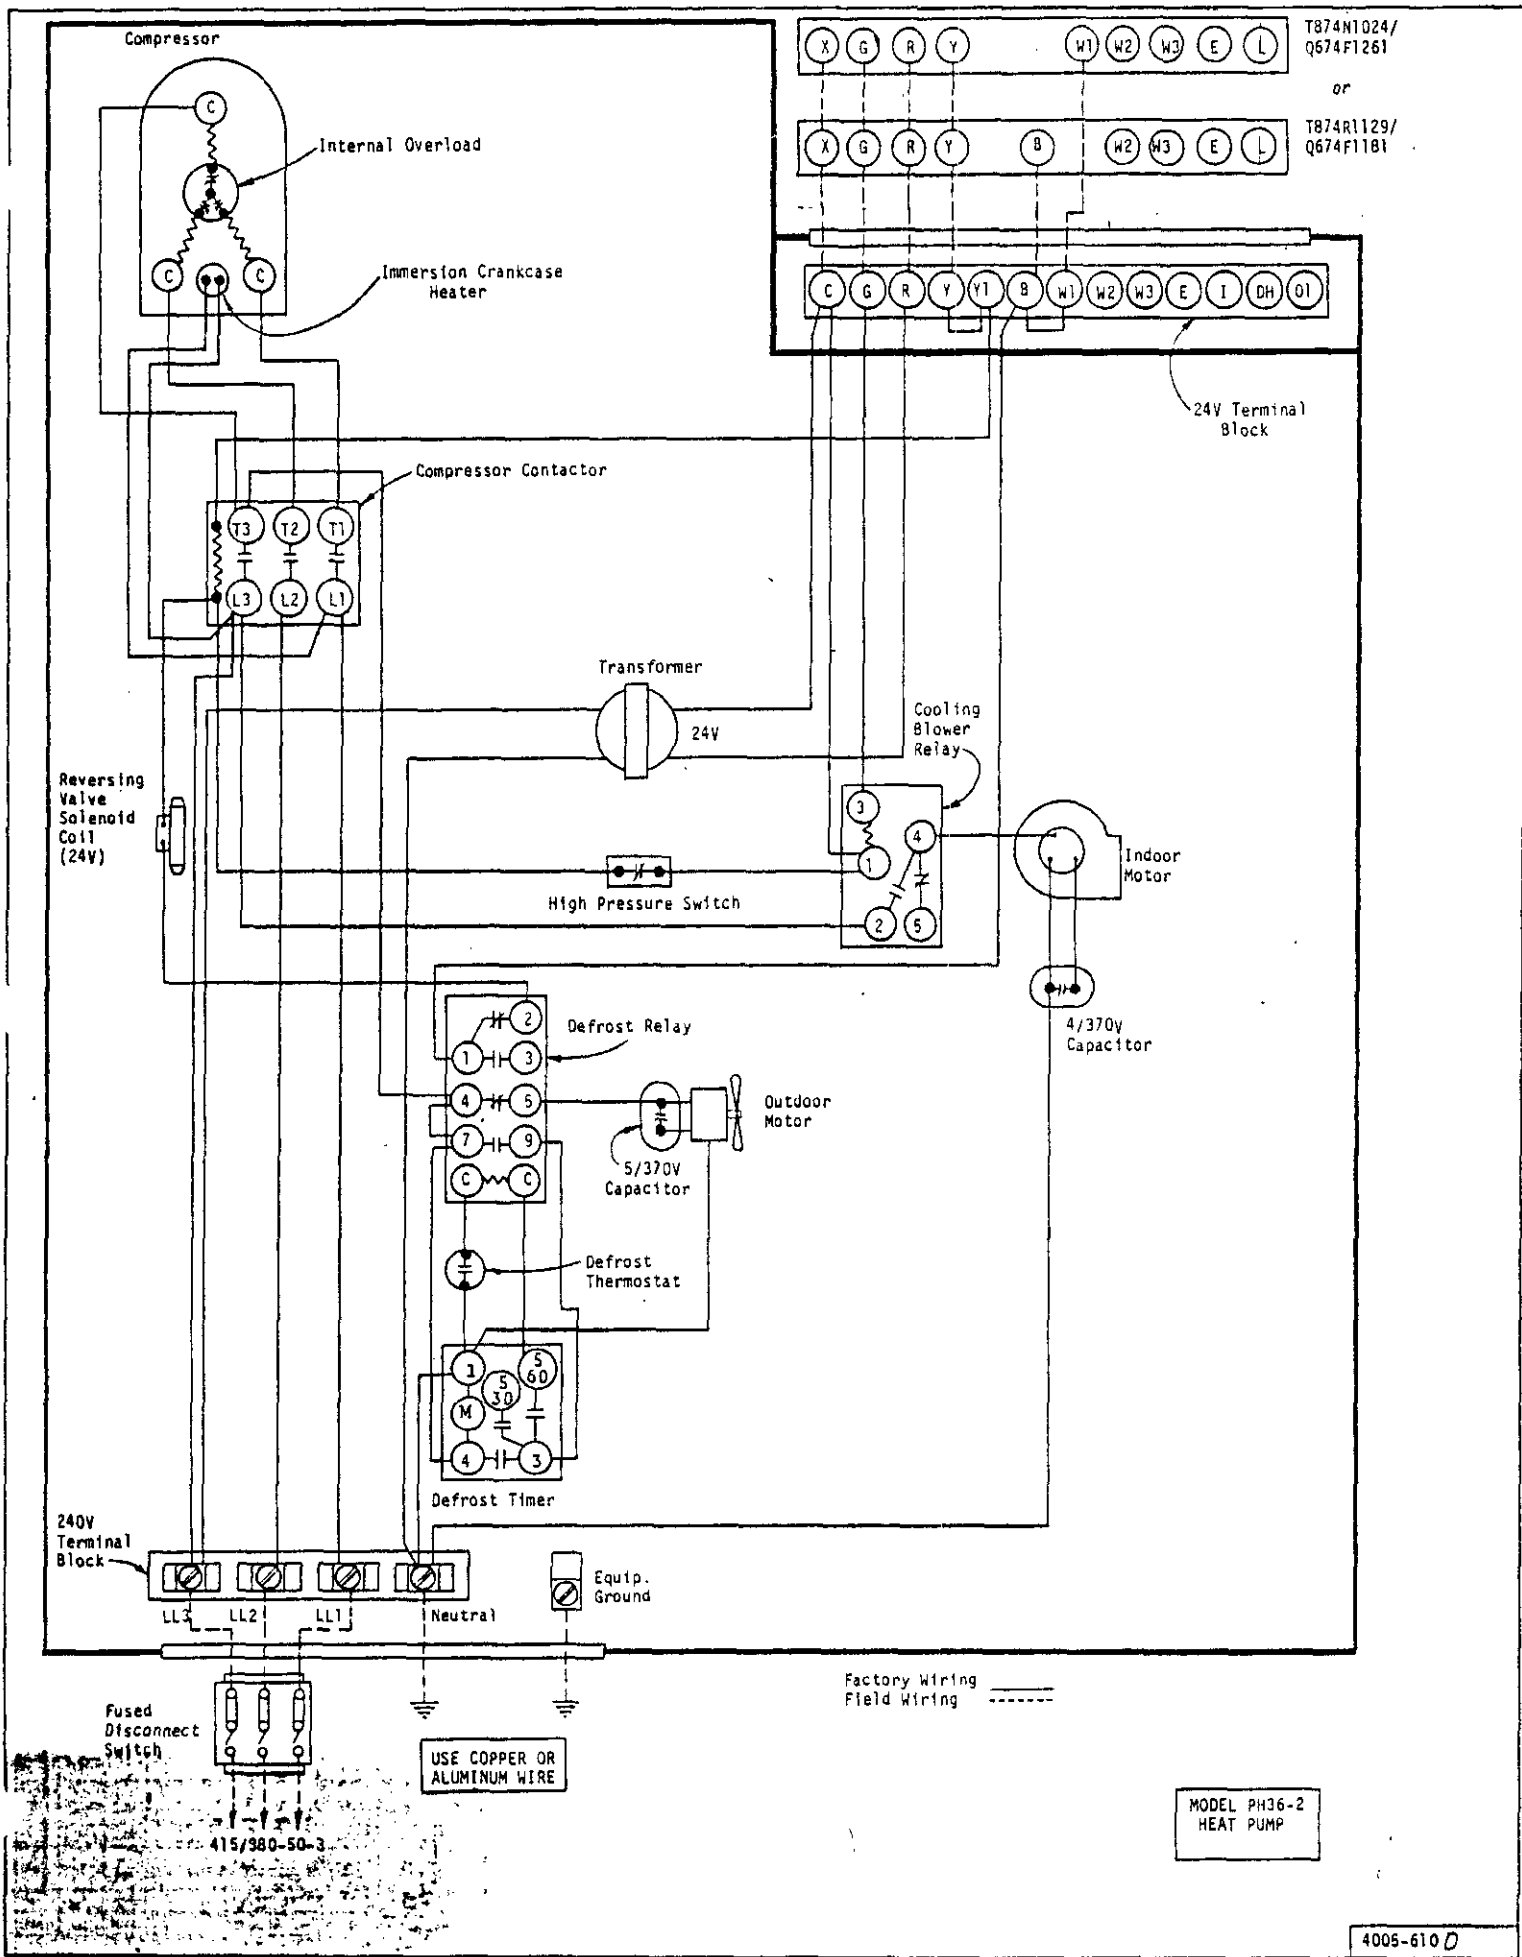 Compressor
C
Internal Overload
C
C
Immersion Crankcase
Heater
X G R Y W1 W2 W3 E L
T874N1024/
Q674F1261
or
X G R Y B W2 W3 E L
T874R1129/
Q674F1181
C G R Y Y1 B W1 W2 W3 E I DH O1
24V Terminal
Block
Compressor Contactor
T3 T2 T1
L3 L2 L1
Transformer
24V
Cooling
Blower
Relay
3
4
1
2
5
Indoor
Motor
Reversing
Valve
Solenoid
Coil
(24V)
High Pressure Switch
4/370V
Capacitor
2
1
3
4
5
7
9
C
C
Defrost Relay
Outdoor
Motor
5/370V
Capacitor
Defrost
Thermostat
1
S
30
S
60
M
4
3
Defrost Timer
240V
Terminal
Block
LL3 LL2 LL1 Neutral
Equip.
Ground
Fused
Disconnect
Switch
415/380-50-3
USE COPPER OR
ALUMINUM WIRE
Factory Wiring
Field Wiring
MODEL PH36-2
HEAT PUMP
4005-610 D